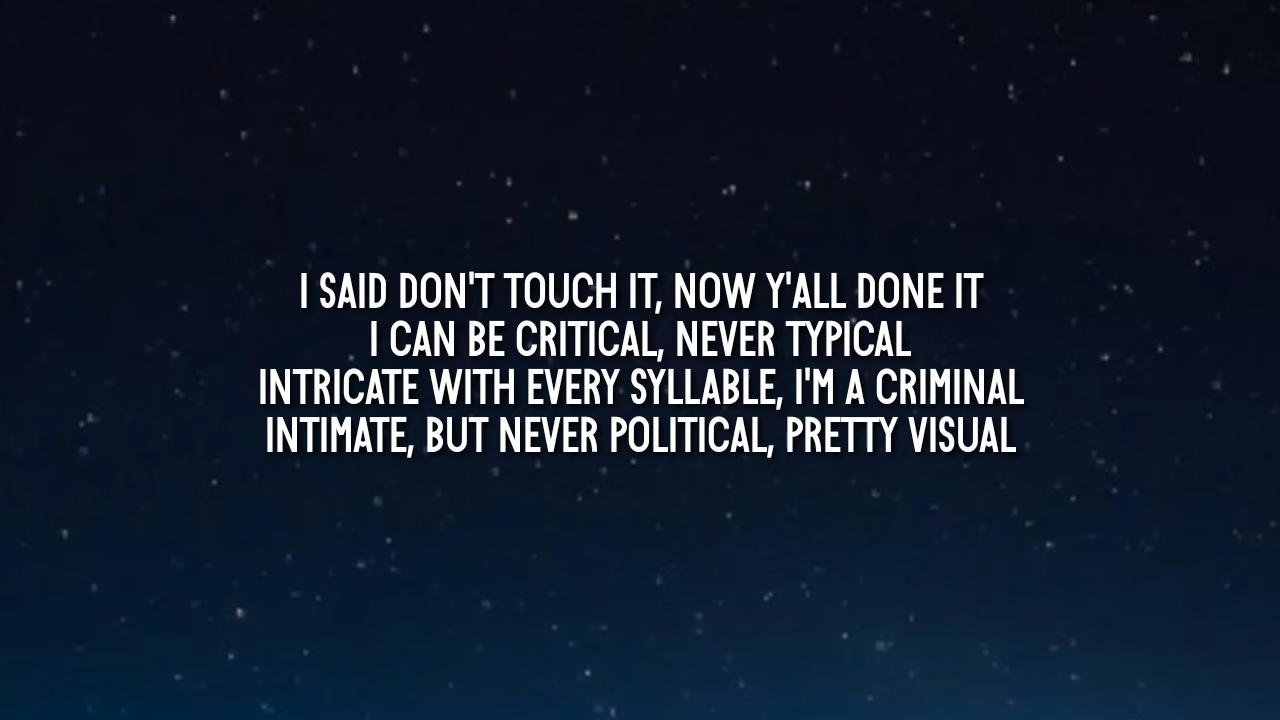 I SAID DON'T TOUCH IT, NOW Y'ALL DONE IT
I CAN BE CRITICAL, NEVER TYPICAL
INTRICATE WITH EVERY SYLLABLE, I'M A CRIMINAL
INTIMATE, BUT NEVER POLITICAL, PRETTY VISUAL